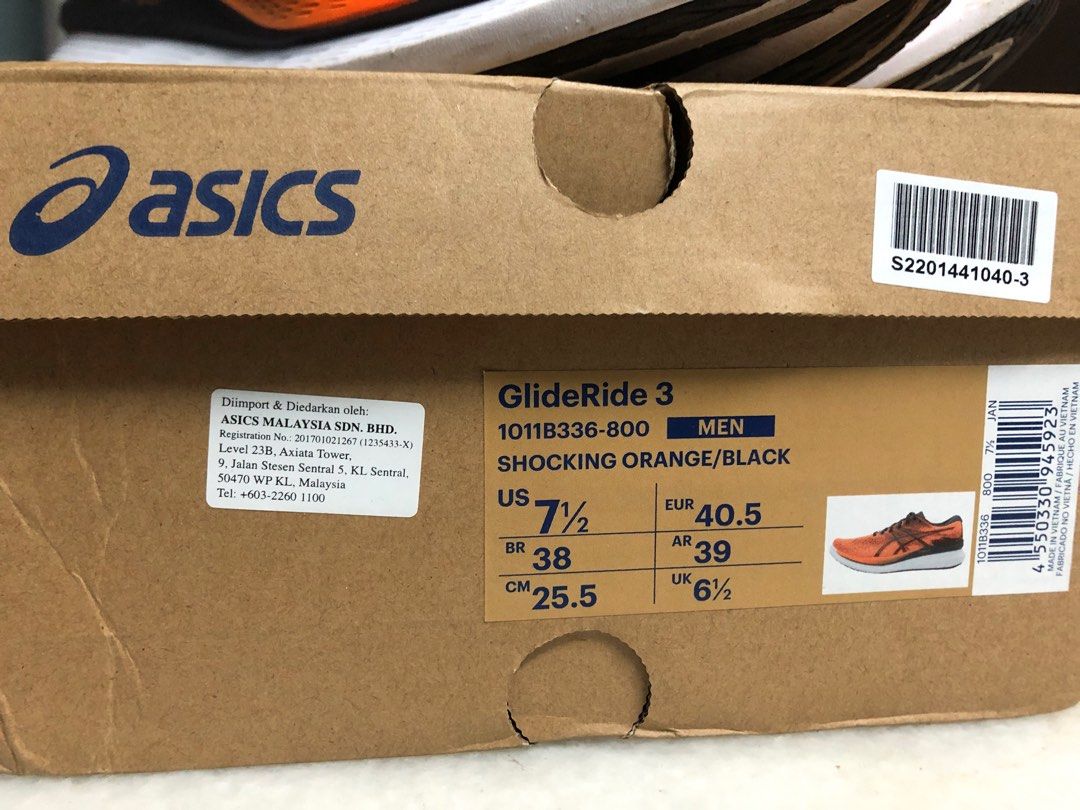 asics
S2201441040-3
Diimport & Diedarkan oleh:
ASICS MALAYSIA SDN. BHD.
Registration No.: 201701021267 (1235433-X)
Level 23B, Axiata Tower,
9, Jalan Stesen Sentral 5, KL Sentral,
50470 WP KL, Malaysia
Tel: +603-2260 1100
GlideRide 3
1011B336-800 MEN
SHOCKING ORANGE/BLACK
US 7½ EUR 40.5
BR 38 AR 39
CM 25.5 UK 6½
1011B336 800 7½ JAN
4 550330 945923
MADE IN VIETNAM / FABRIQUE AU VIETNAM
FABRICADO NO VIETNÃ / HECHO EN VIETNAM